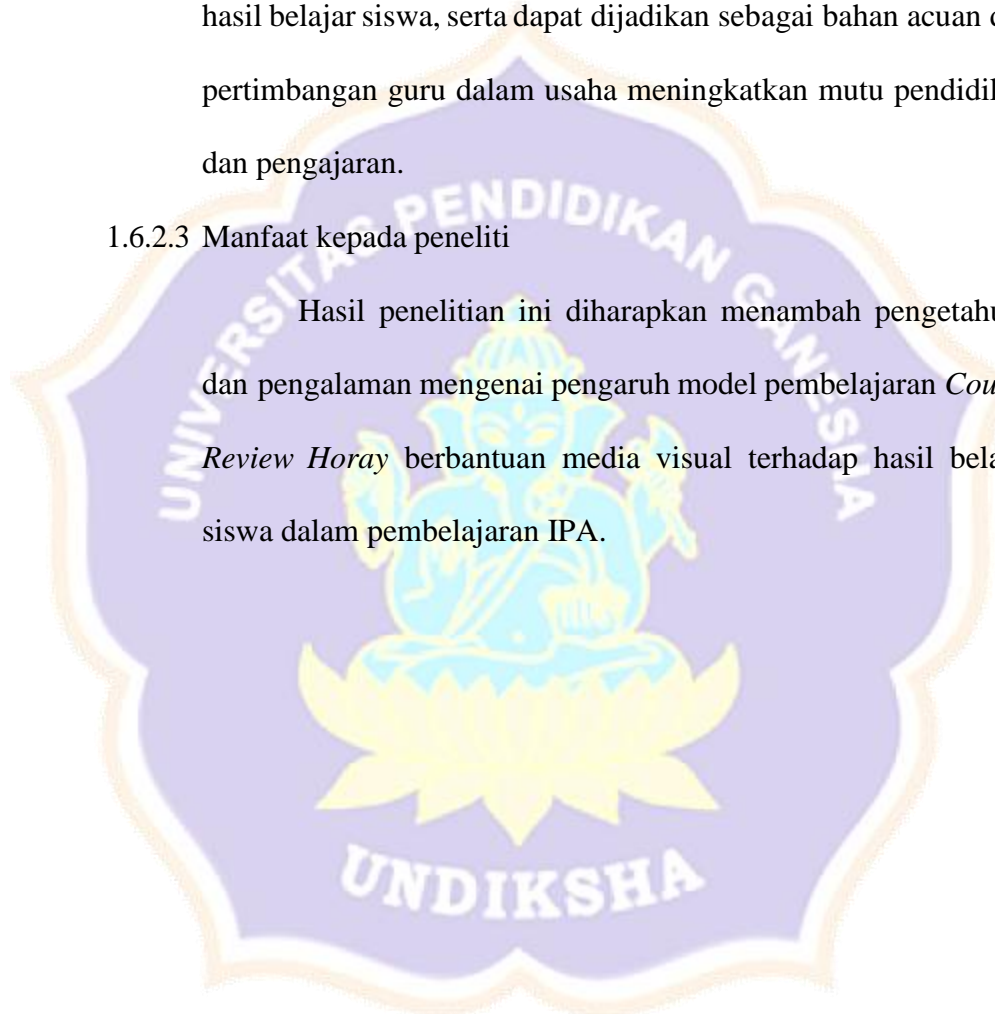 hasil belajar siswa, serta dapat dijadikan sebagai bahan acuan
pertimbangan guru dalam usaha meningkatkan mutu
dan pengajaran.
1.6.2.3 Manfaat kepada peneliti
Hasil penelitian ini diharapkan menambah
dan pengalaman mengenai pengaruh model pembelajaran
Review Horay berbantuan media visual terhadap hasil
siswa dalam pembelajaran IPA.
UNIVERSITAS PENDIDIKAN GANESHA
UNDIKSHA